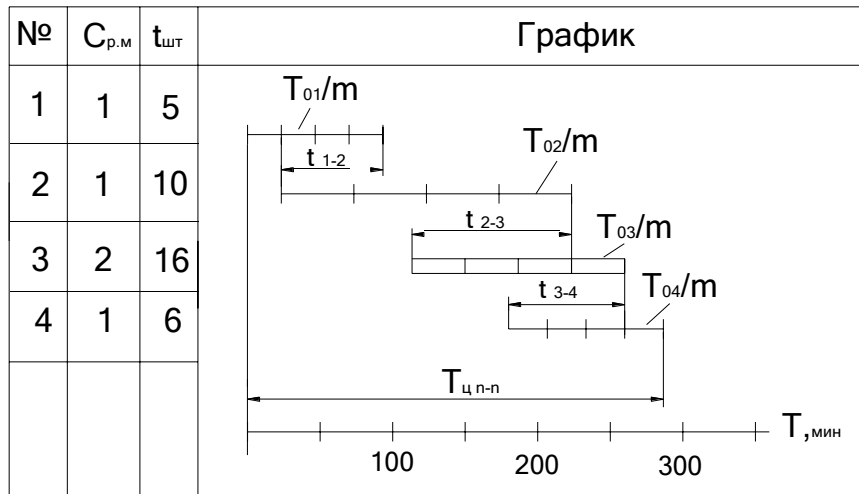 № Cр.м tшт График
1 1 5
T01/m
t 1-2
T02/m
2 1 10
t 2-3
T03/m
3 2 16
t 3-4
T04/m
4 1 6
Tц п-п
T,мин
100 200 300